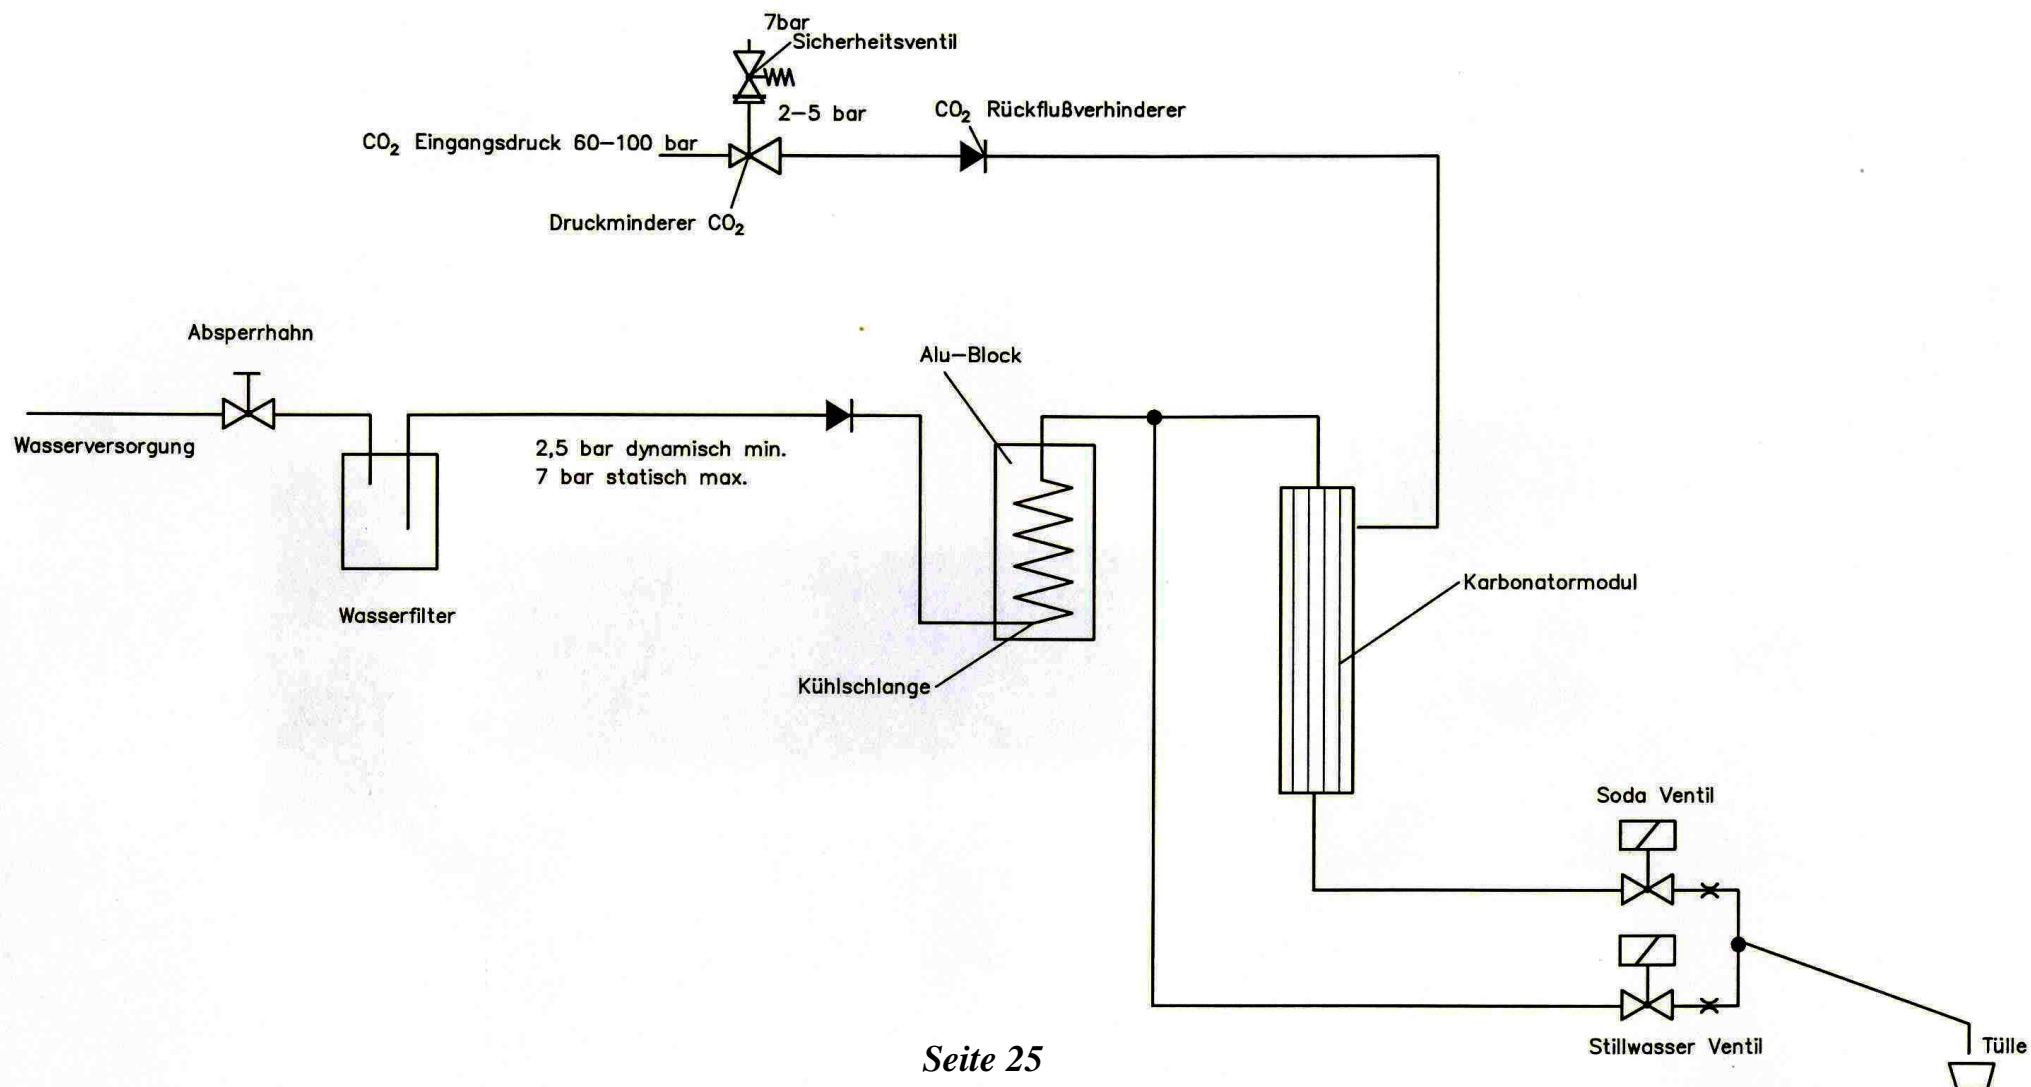 7bar
Sicherheitsventil
2–5 bar
CO₂ Rückflußverhinderer
CO₂ Eingangsdruck 60–100 bar
Druckminderer CO₂
Absperrhahn
Alu–Block
Wasserversorgung
2,5 bar dynamisch min.
7 bar statisch max.
Karbonatormodul
Wasserfilter
Kühlschlange
Soda Ventil
Stillwasser Ventil
Tülle
Seite 25